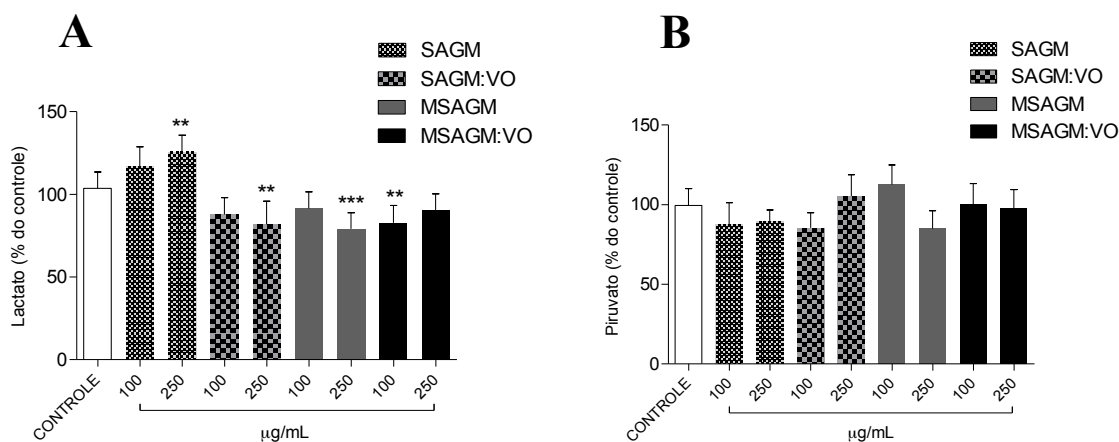 A
SAGM
SAGM:VO
MSAGM
MSAGM:VO
Lactato (% do controle)
150
100
50
0
** ** *** **
CONTROLE 100 250 100 250 100 250 100 250
μg/mL
B
SAGM
SAGM:VO
MSAGM
MSAGM:VO
Piruvato (% do controle)
150
100
50
0
CONTROLE 100 250 100 250 100 250 100 250
μg/mL